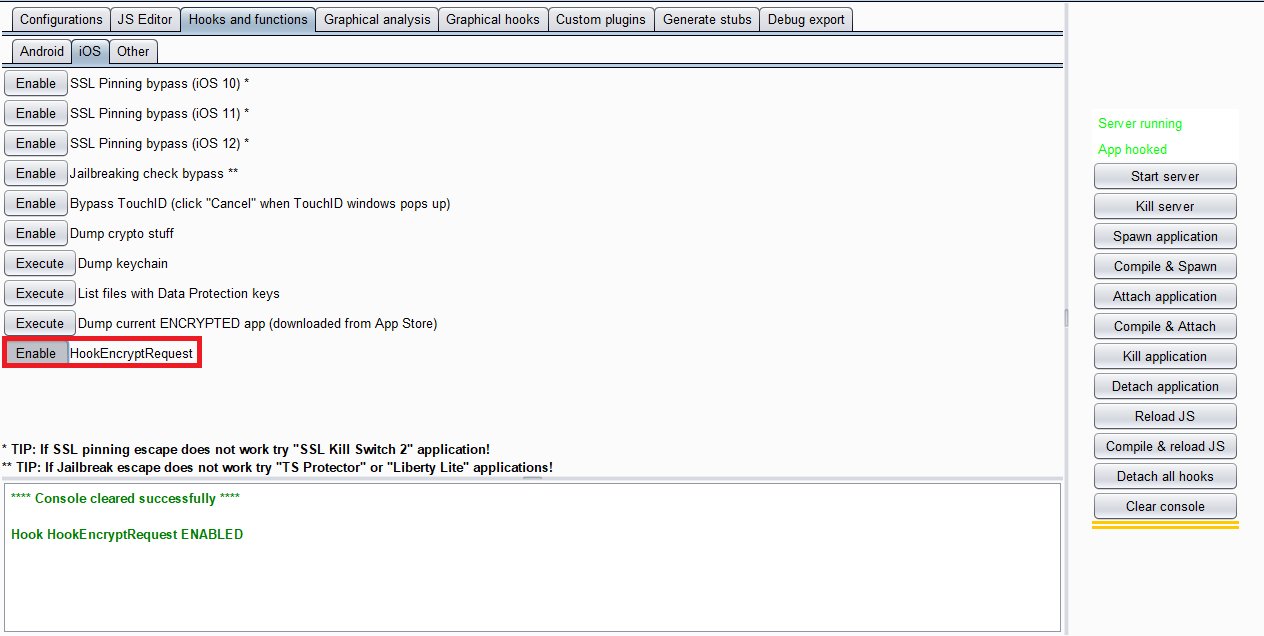 Configurations JS Editor Hooks and functions Graphical analysis Graphical hooks Custom plugins Generate stubs Debug export
Android iOS Other
Enable SSL Pinning bypass (iOS 10) *
Enable SSL Pinning bypass (iOS 11) *
Enable SSL Pinning bypass (iOS 12) *
Enable Jailbreaking check bypass **
Enable Bypass TouchID (click "Cancel" when TouchID windows pops up)
Enable Dump crypto stuff
Execute Dump keychain
Execute List files with Data Protection keys
Execute Dump current ENCRYPTED app (downloaded from App Store)
Enable HookEncryptRequest
* TIP: If SSL pinning escape does not work try "SSL Kill Switch 2" application!
** TIP: If Jailbreak escape does not work try "TS Protector" or "Liberty Lite" applications!
**** Console cleared successfully ****
Hook HookEncryptRequest ENABLED
Server running
App hooked
Start server
Kill server
Spawn application
Compile & Spawn
Attach application
Compile & Attach
Kill application
Detach application
Reload JS
Compile & reload JS
Detach all hooks
Clear console